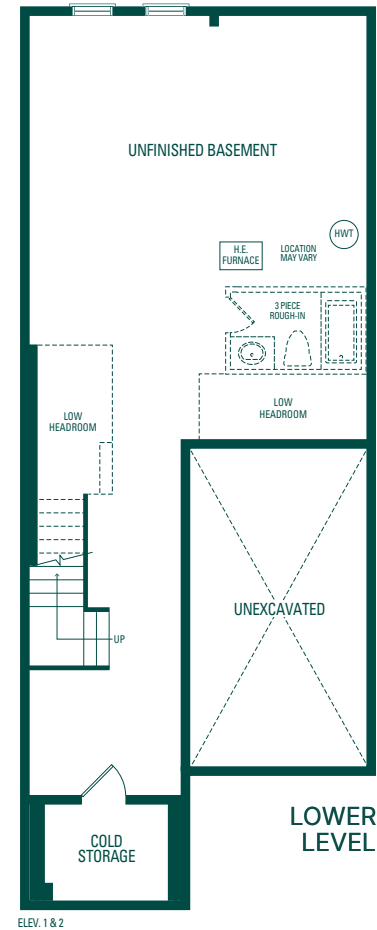 UNFINISHED BASEMENT
HWT
H.E.
FURNACE
LOCATION
MAY VARY
3 PIECE
ROUGH-IN
LOW
HEADROOM
LOW
HEADROOM
UNEXCAVATED
UP
LOWER
LEVEL
COLD
STORAGE
ELEV. 1 & 2